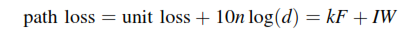 path loss = unit loss + 10n log(d) = kF + IW